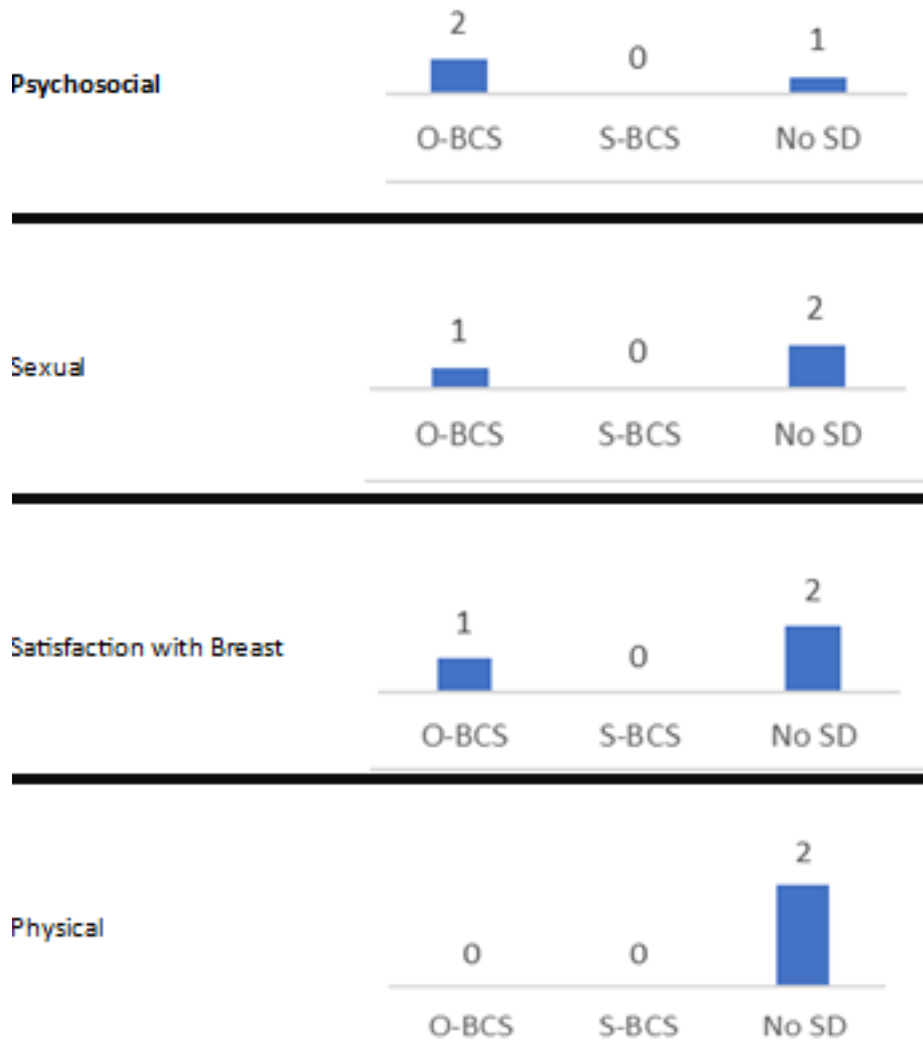 2 0 1
Psychosocial
O-BCS S-BCS No SD
1 0 2
Sexual
O-BCS S-BCS No SD
1 0 2
Satisfaction with Breast
O-BCS S-BCS No SD
2
Physical
0 0
O-BCS S-BCS No SD